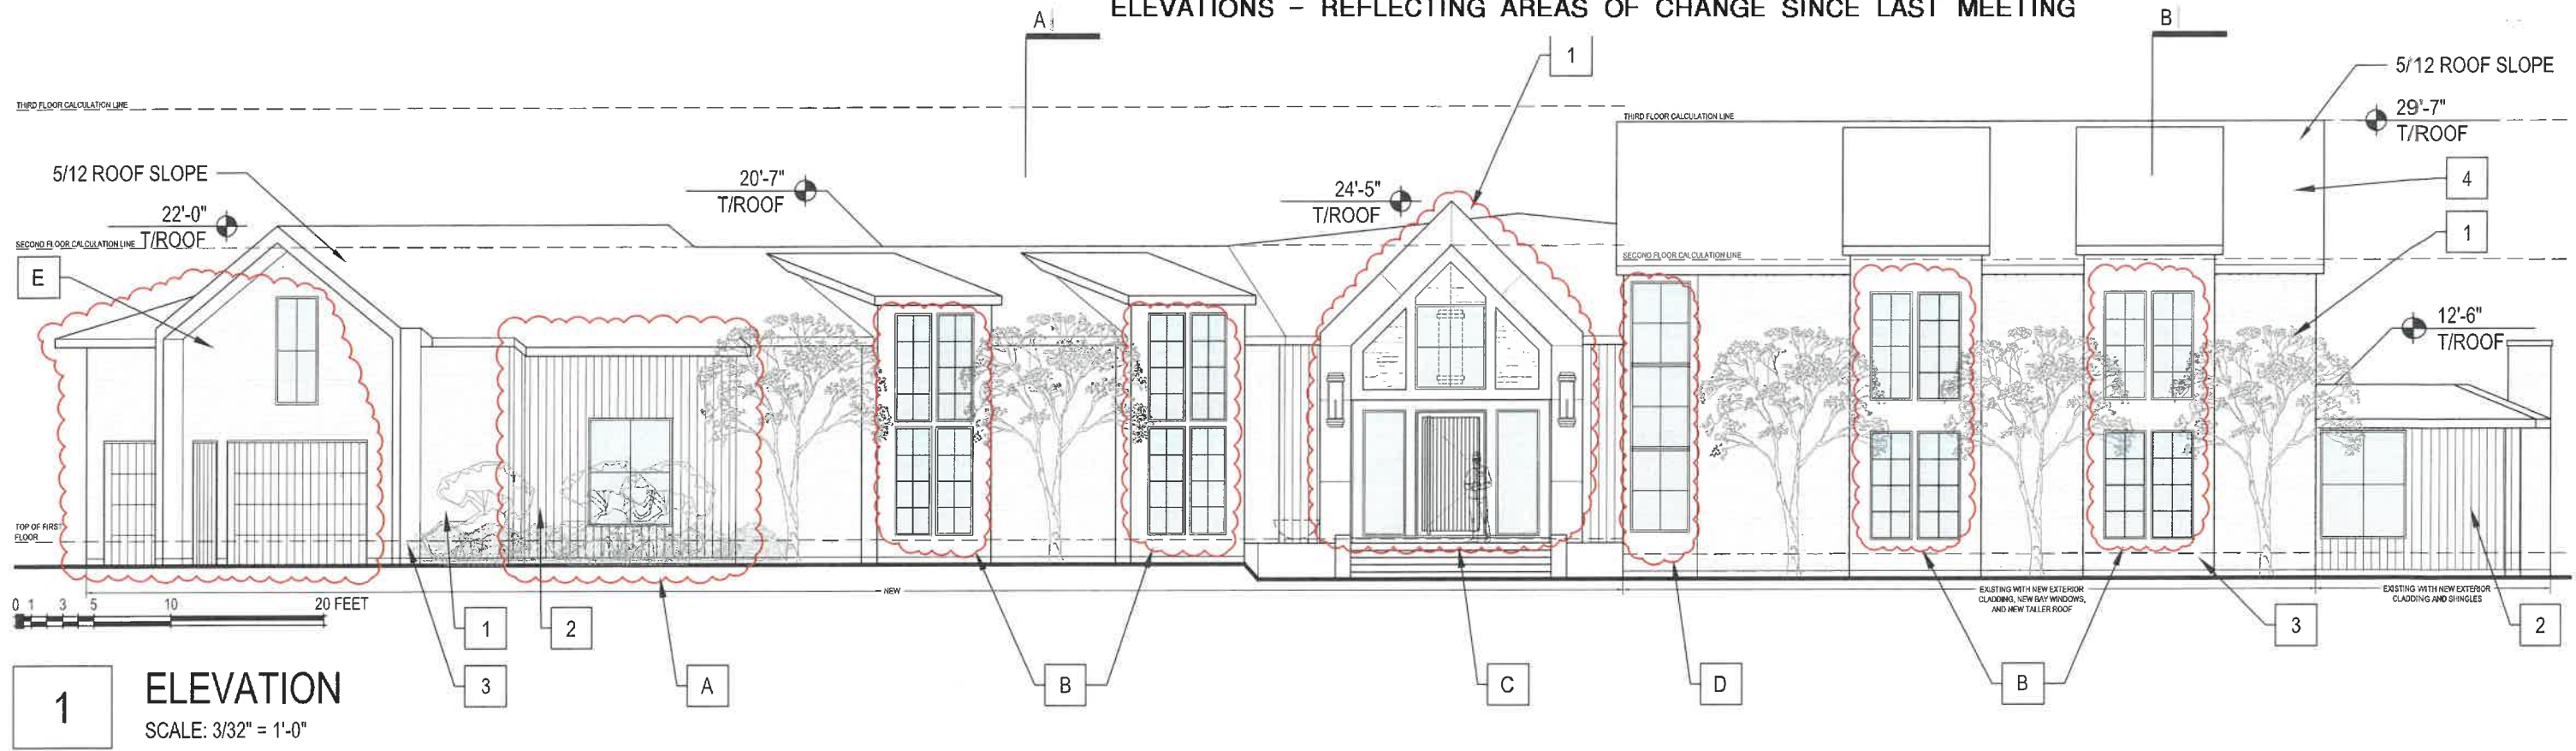 ELEVATIONS - REFLECTING AREAS OF CHANGE SINCE LAST MEETING
A
B
1
5/12 ROOF SLOPE
THIRD FLOOR CALCULATION LINE
THIRD FLOOR CALCULATION LINE
29'-7"
T/ROOF
5/12 ROOF SLOPE
20'-7"
T/ROOF
24'-5"
T/ROOF
4
22'-0"
T/ROOF
SECOND FLOOR CALCULATION LINE
SECOND FLOOR CALCULATION LINE
1
E
12'-6"
T/ROOF
TOP OF FIRST
FLOOR
NEW
EXISTING WITH NEW EXTERIOR
CLADDING, NEW BAY WINDOWS,
AND NEW TALLER ROOF
EXISTING WITH NEW EXTERIOR
CLADDING AND SHINGLES
0 1 3 5 10 20 FEET
1
2
3
2
3
A
B
C
D
B
1
ELEVATION
SCALE: 3/32" = 1'-0"